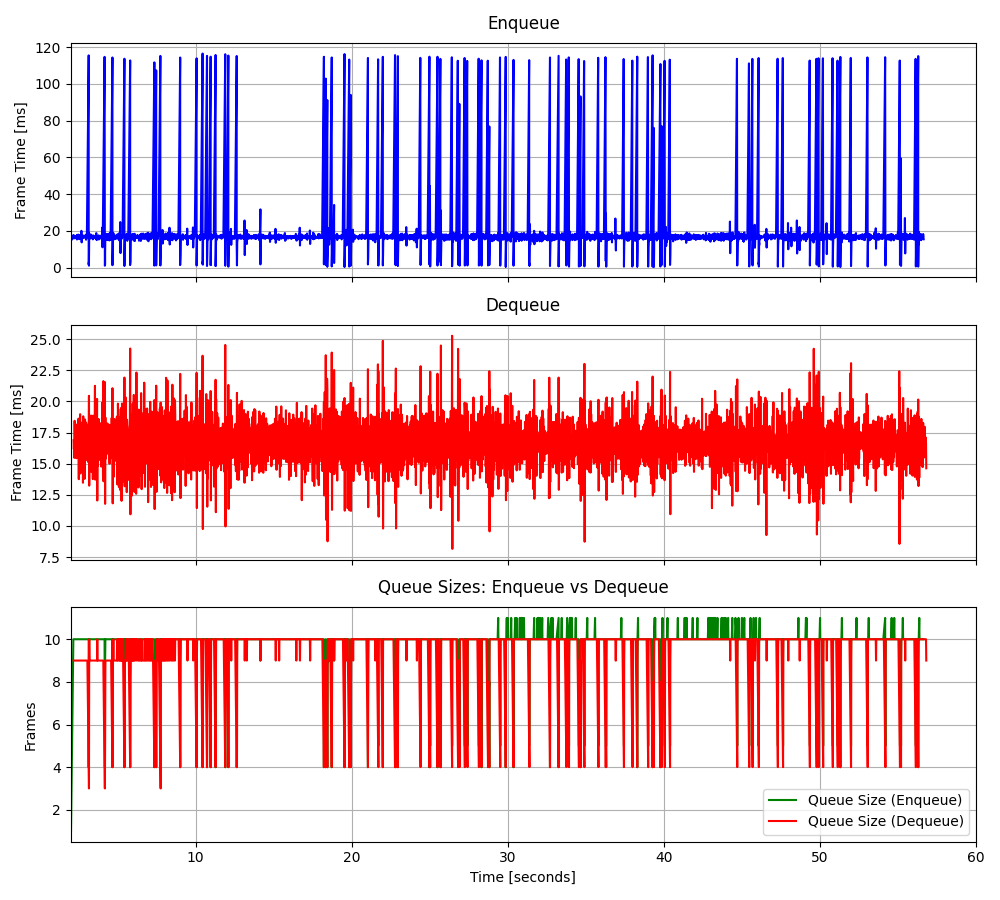 Enqueue
Frame Time [ms]
120
100
80
60
40
20
0
Dequeue
Frame Time [ms]
25.0
22.5
20.0
17.5
15.0
12.5
10.0
7.5
Queue Sizes: Enqueue vs Dequeue
Frames
10
8
6
4
2
Queue Size (Enqueue)
Queue Size (Dequeue)
10 20 30 40 50 60
Time [seconds]